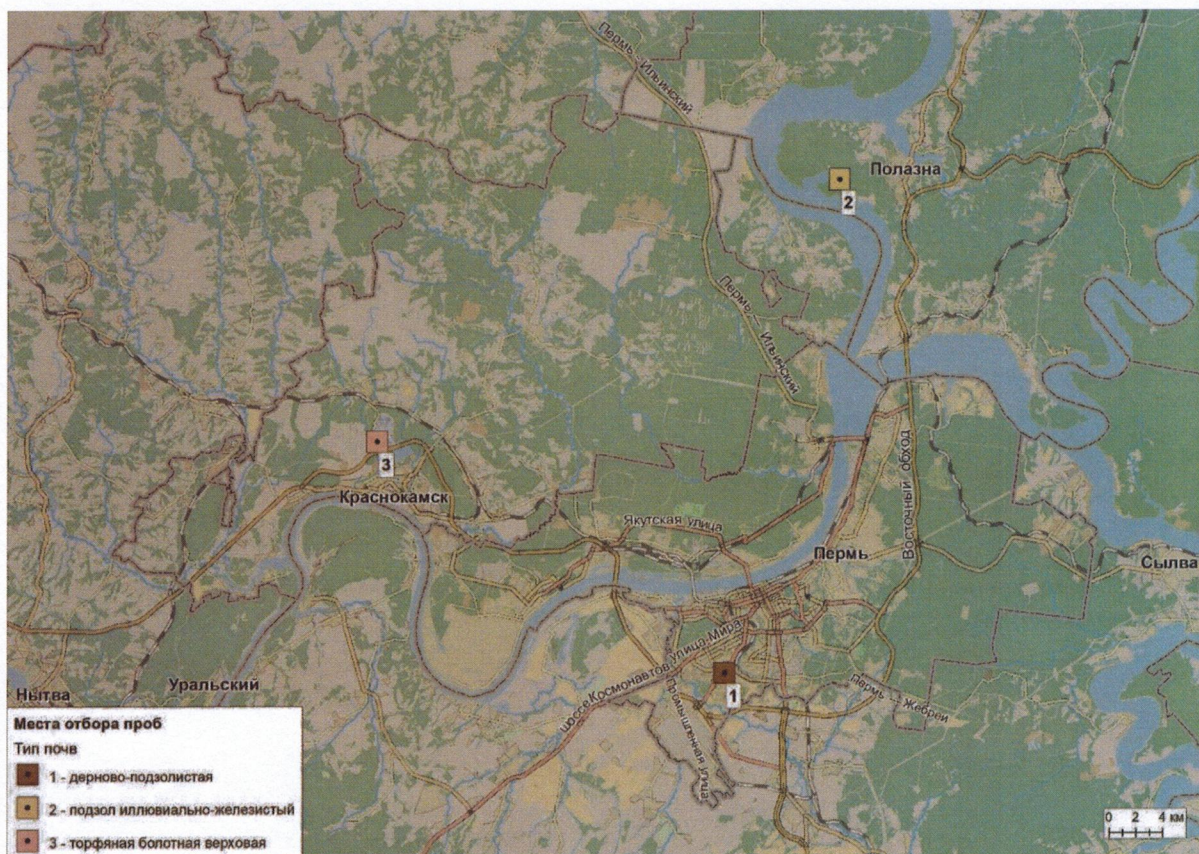 Пермь - Ильинский
Полазна
2
Пермь - Ильинский
3
Краснокамск
Якутская улица
Восточный обход
Пермь
Сылва
шоссе Космонавтов улица Мира
1
Промышленная улица
Пермь - Жебреи
Нытва
Уральский
Места отбора проб
Тип почв
1 - дерново-подзолистая
2 - подзол иллювиально-железистый
3 - торфяная болотная верховая
0 2 4 км